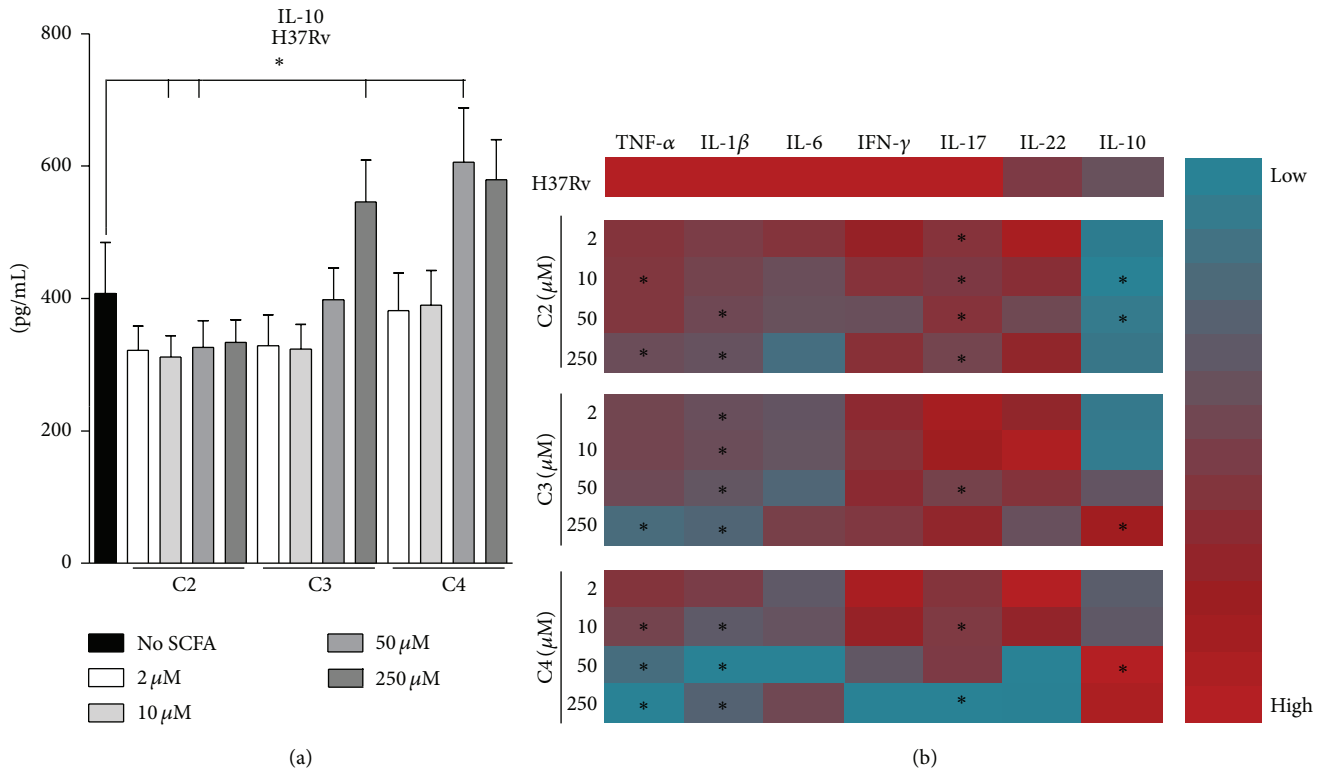 IL-10
H37Rv
*
800
600
400
200
0
(pg/mL)
C2 C3 C4
No SCFA
2 μM
10 μM
50 μM
250 μM
(a)
TNF-α IL-1β IL-6 IFN-γ IL-17 IL-22 IL-10
H37Rv
C2 (μM)
2 *
10 * * *
50 * * *
250 * * *
C3 (μM)
2 *
10 *
50 * *
250 * * *
C4 (μM)
2
10 * * *
50 * * *
250 * * *
Low
High
(b)